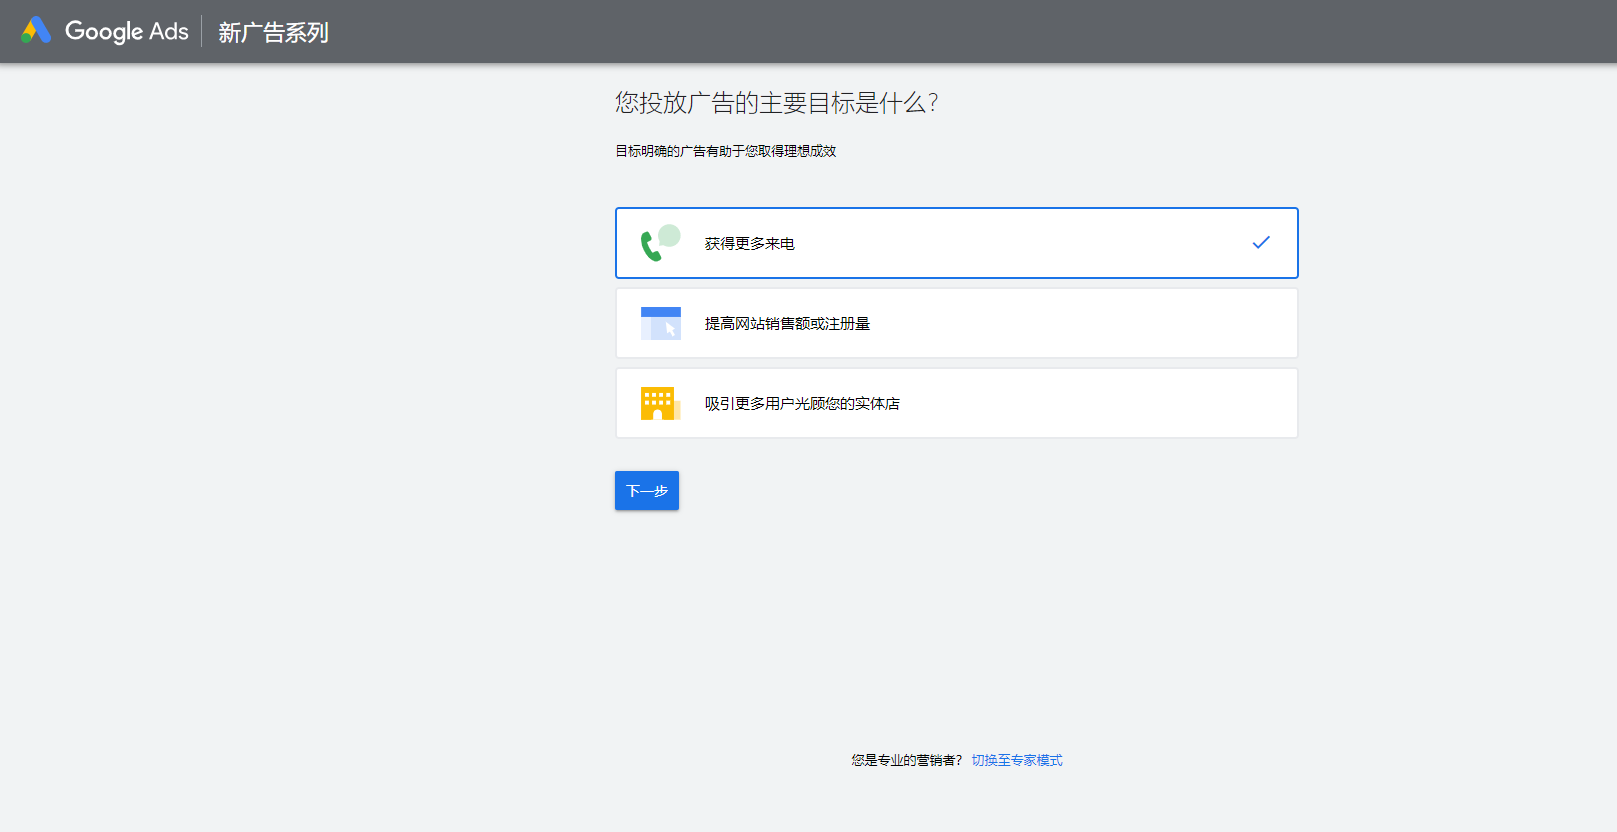 Google Ads 新广告系列
您投放广告的主要目标是什么？
目标明确的广告有助于您取得理想成效
获得更多来电
提高网站销售额或注册量
吸引更多用户光顾您的实体店
下一步
您是专业的营销者？ 切换至专家模式